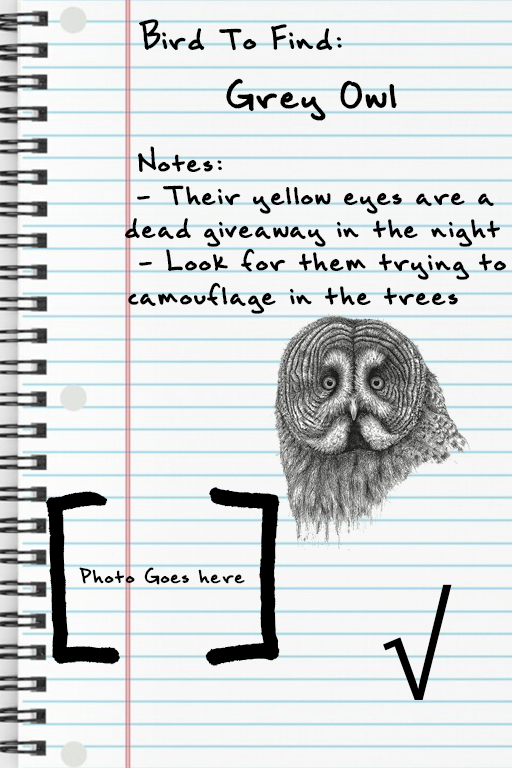 Bird To Find:
Grey Owl
Notes:
- Their yellow eyes are a
dead giveaway in the night
- Look for them trying to
camouflage in the trees
Photo Goes here
√